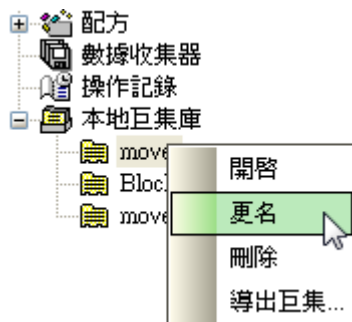 配方
數據收集器
操作記錄
本地巨集庫
move
開啓
Bloc
更名
move
刪除
導出巨集...